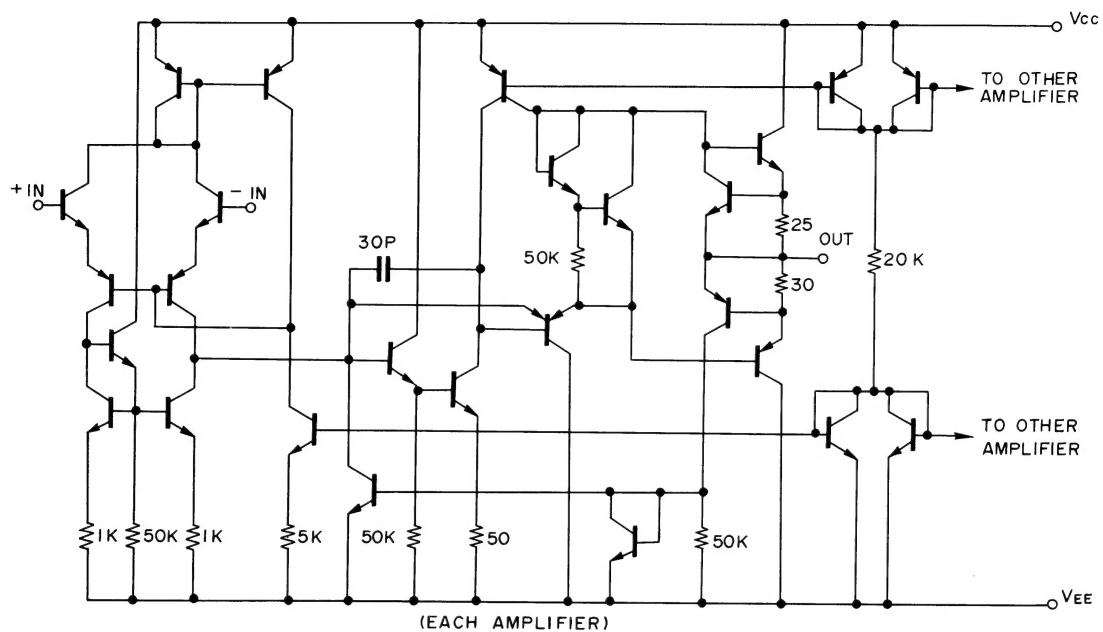 Vcc
TO OTHER
AMPLIFIER
+IN
-IN
25
OUT
30P
50K
30
20K
TO OTHER
AMPLIFIER
1K
50K
1K
5K
50K
50
50K
VEE
(EACH AMPLIFIER)